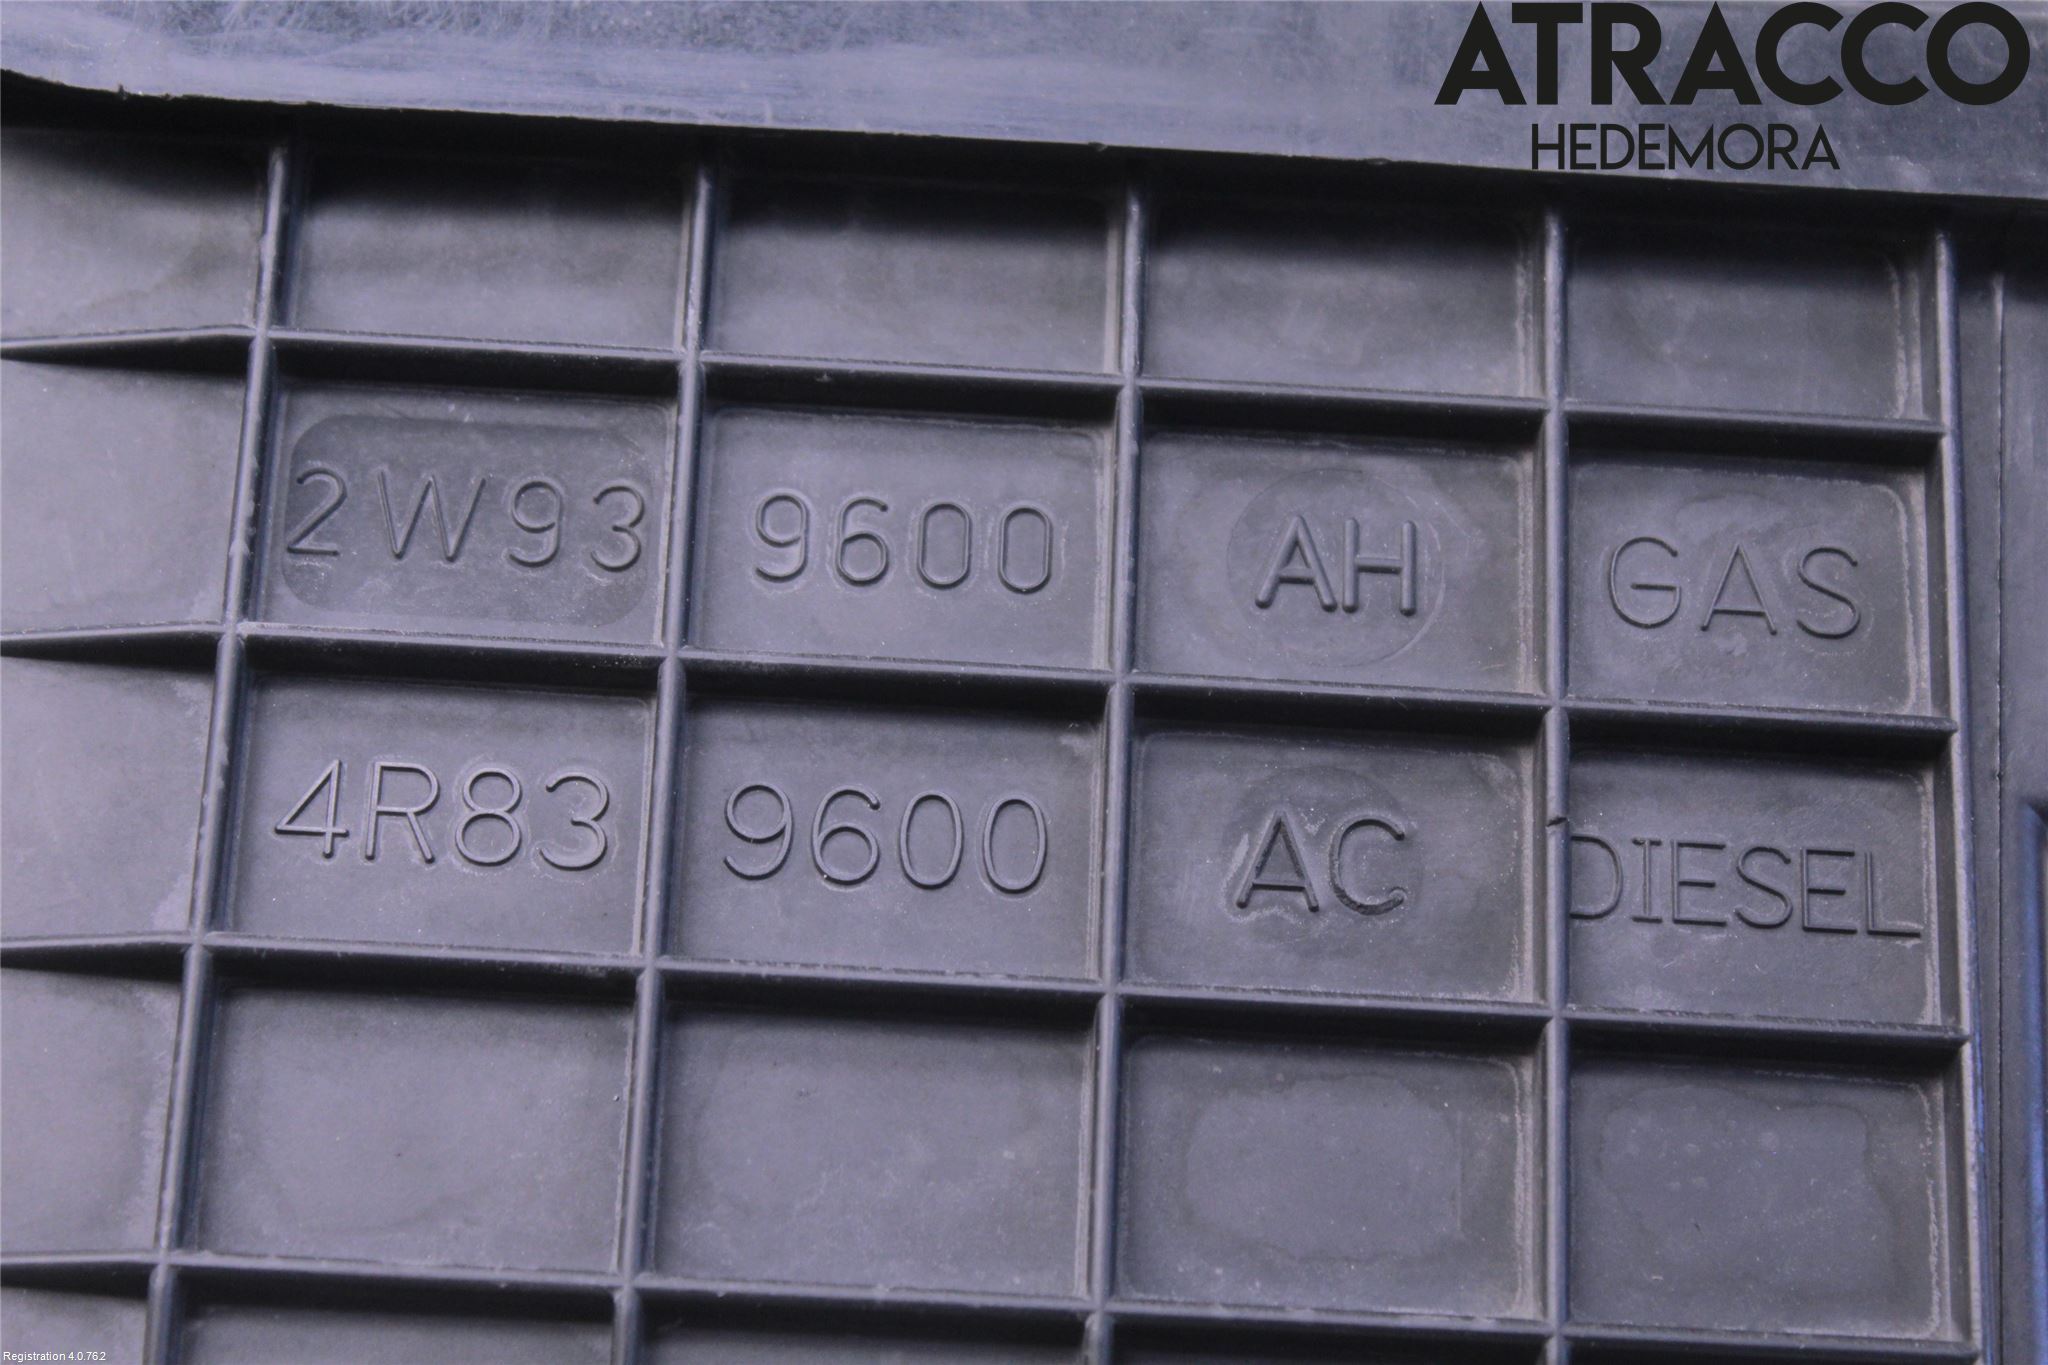 ATRACCO
HEDEMORA
2W93 9600 AH GAS
4R83 9600 AC DIESEL
Registration 4.0.762